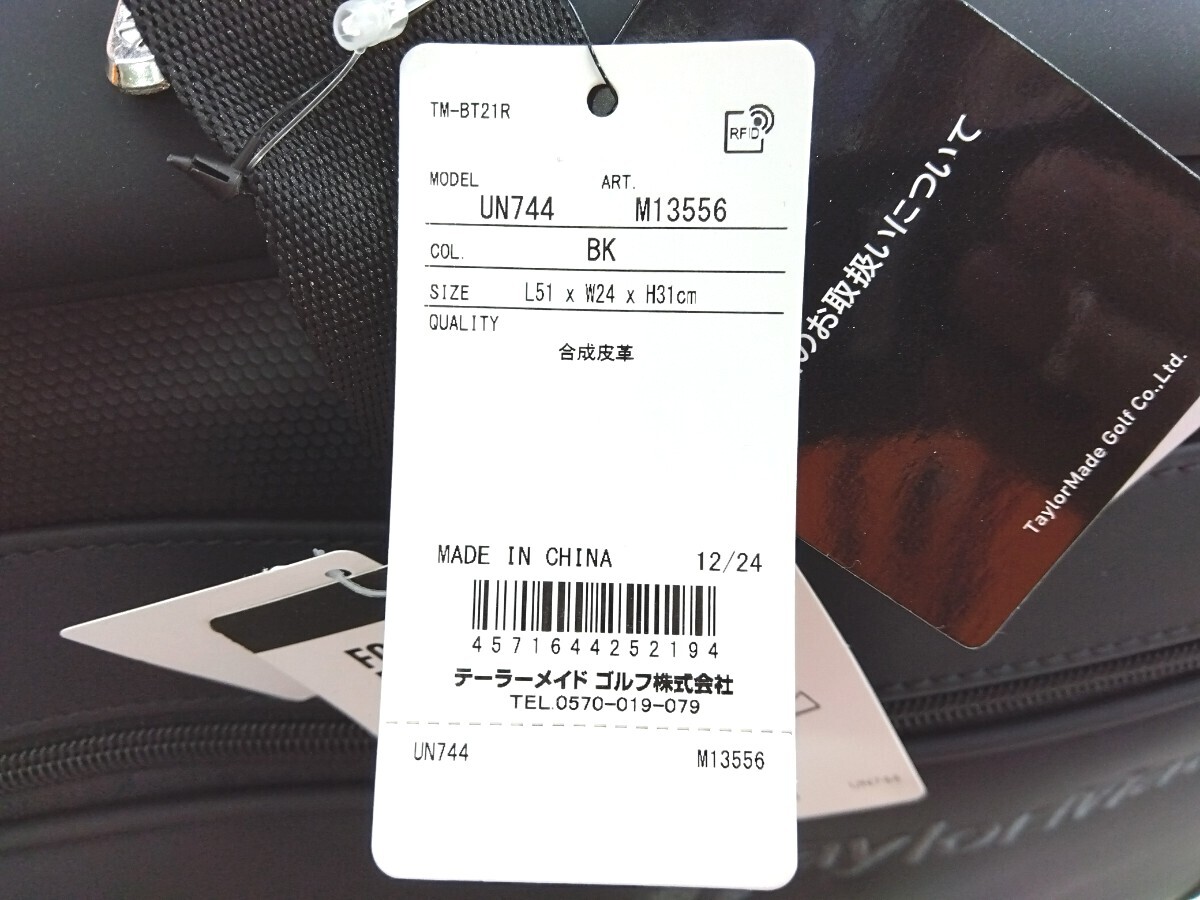 TM-BT21R
RFID
MODEL ART.
UN744 M13556
COL. BK
SIZE L51 x W24 x H31cm
QUALITY
合成皮革
MADE IN CHINA 12/24
4571644252194
テーラーメイド ゴルフ株式会社
TEL.0570-019-079
UN744 M13556
のお取扱いについて
TaylorMade Golf Co.,Ltd.
UN744